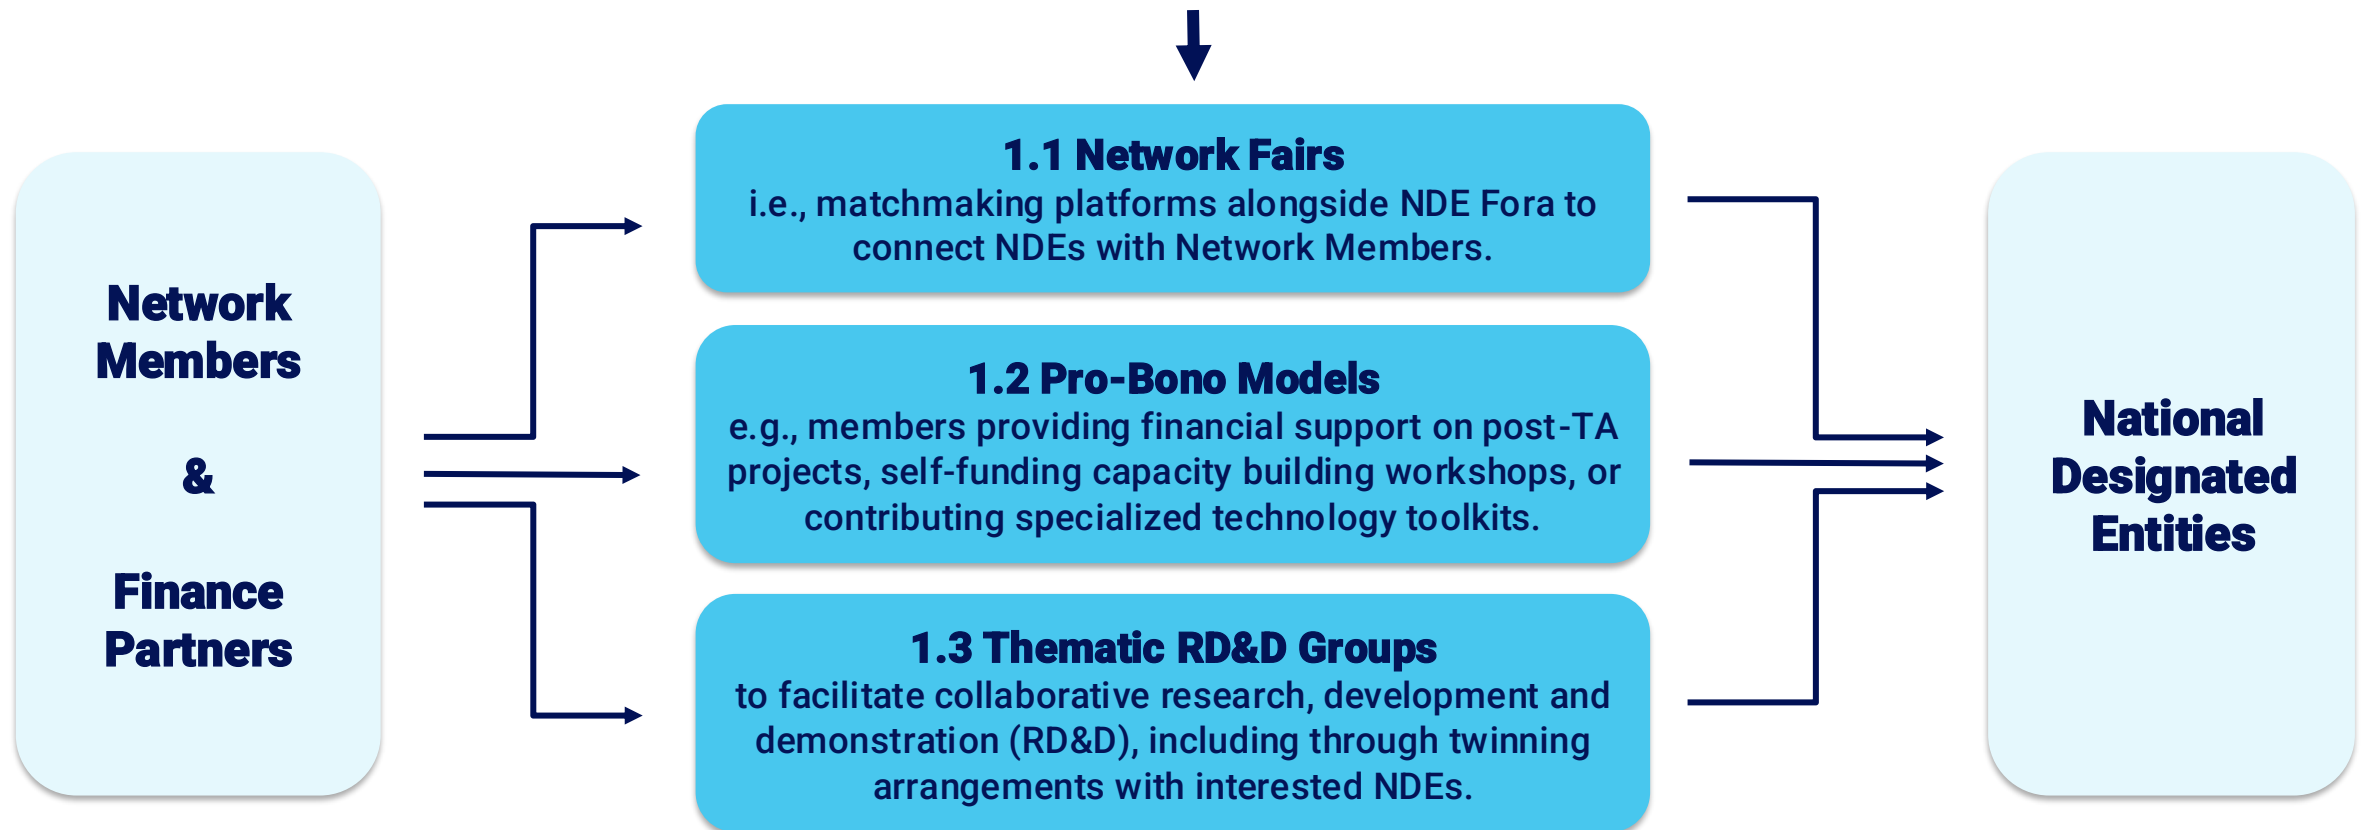 Network
Members
&
Finance
Partners
1.1 Network Fairs
i.e., matchmaking platforms alongside NDE Fora to
connect NDEs with Network Members.
1.2 Pro-Bono Models
e.g., members providing financial support on post-TA
projects, self-funding capacity building workshops, or
contributing specialized technology toolkits.
1.3 Thematic RD&D Groups
to facilitate collaborative research, development and
demonstration (RD&D), including through twinning
arrangements with interested NDEs.
National
Designated
Entities